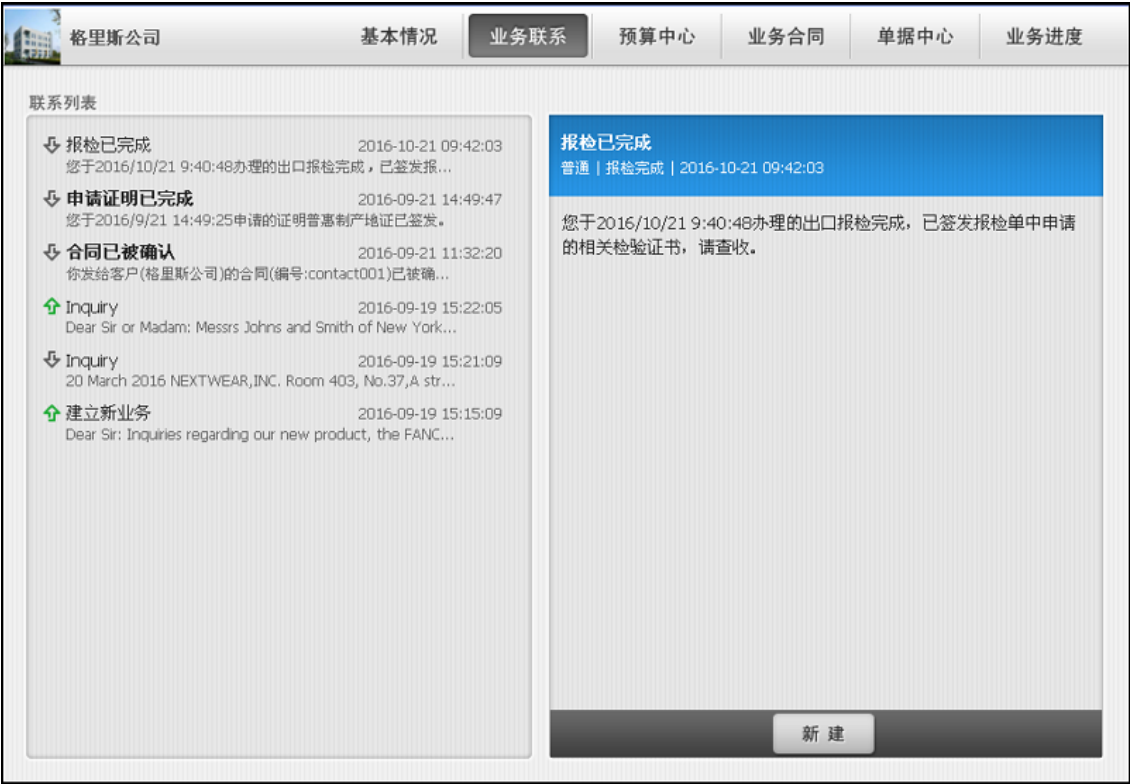 格里斯公司
基本情况
业务联系
预算中心
业务合同
单据中心
业务进度
联系列表
报检已完成 2016-10-21 09:42:03
您于2016/10/21 9:40:48办理的出口报检完成，已签发报...
申请证明已完成 2016-09-21 14:49:47
您于2016/9/21 14:49:25申请的证明普惠制产地证已签发。
合同已被确认 2016-09-21 11:32:20
你发给客户(格里斯公司)的合同(编号:contact001)已被确...
Inquiry 2016-09-19 15:22:05
Dear Sir or Madam: Messrs Johns and Smith of New York...
Inquiry 2016-09-19 15:21:09
20 March 2016 NEXTWEAR,INC. Room 403, No.37,A str...
建立新业务 2016-09-19 15:15:09
Dear Sir: Inquiries regarding our new product, the FANC...
报检已完成
普通 | 报检完成 | 2016-10-21 09:42:03
您于2016/10/21 9:40:48办理的出口报检完成，已签发报检单中申请
的相关检验证书，请查收。
新 建